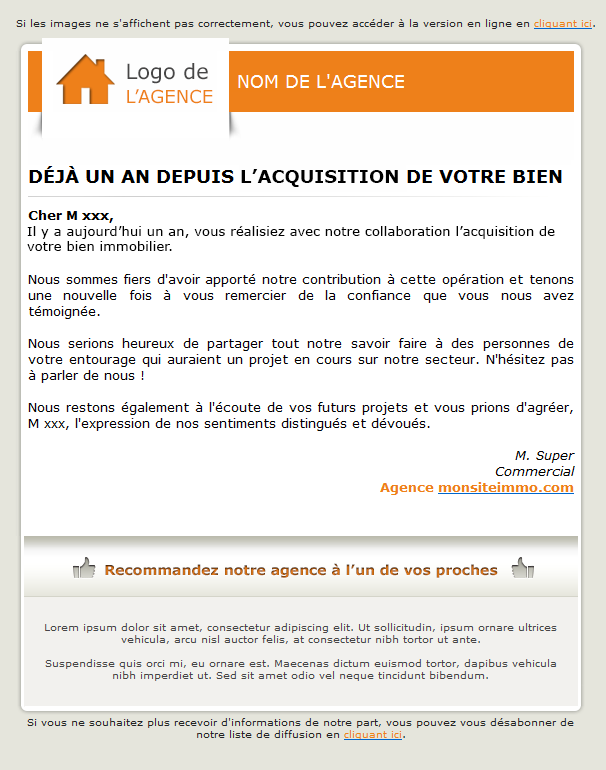 Si les images ne s'affichent pas correctement, vous pouvez accéder à la version en ligne en cliquant ici.
Logo de
L’AGENCE
NOM DE L'AGENCE
DÉJÀ UN AN DEPUIS L’ACQUISITION DE VOTRE BIEN
Cher M xxx,
Il y a aujourd’hui un an, vous réalisiez avec notre collaboration l’acquisition de
votre bien immobilier.
Nous sommes fiers d'avoir apporté notre contribution à cette opération et tenons
une nouvelle fois à vous remercier de la confiance que vous nous avez
témoignée.
Nous serions heureux de partager tout notre savoir faire à des personnes de
votre entourage qui auraient un projet en cours sur notre secteur. N'hésitez pas
à parler de nous !
Nous restons également à l'écoute de vos futurs projets et vous prions d'agréer,
M xxx, l'expression de nos sentiments distingués et dévoués.
M. Super
Commercial
Agence monsiteimmo.com
Recommandez notre agence à l’un de vos proches
Lorem ipsum dolor sit amet, consectetur adipiscing elit. Ut sollicitudin, ipsum ornare ultrices
vehicula, arcu nisl auctor felis, at consectetur nibh tortor ut ante.
Suspendisse quis orci mi, eu ornare est. Maecenas dictum euismod tortor, dapibus vehicula
nibh imperdiet ut. Sed sit amet odio vel neque tincidunt bibendum.
Si vous ne souhaitez plus recevoir d'informations de notre part, vous pouvez vous désabonner de
notre liste de diffusion en cliquant ici.